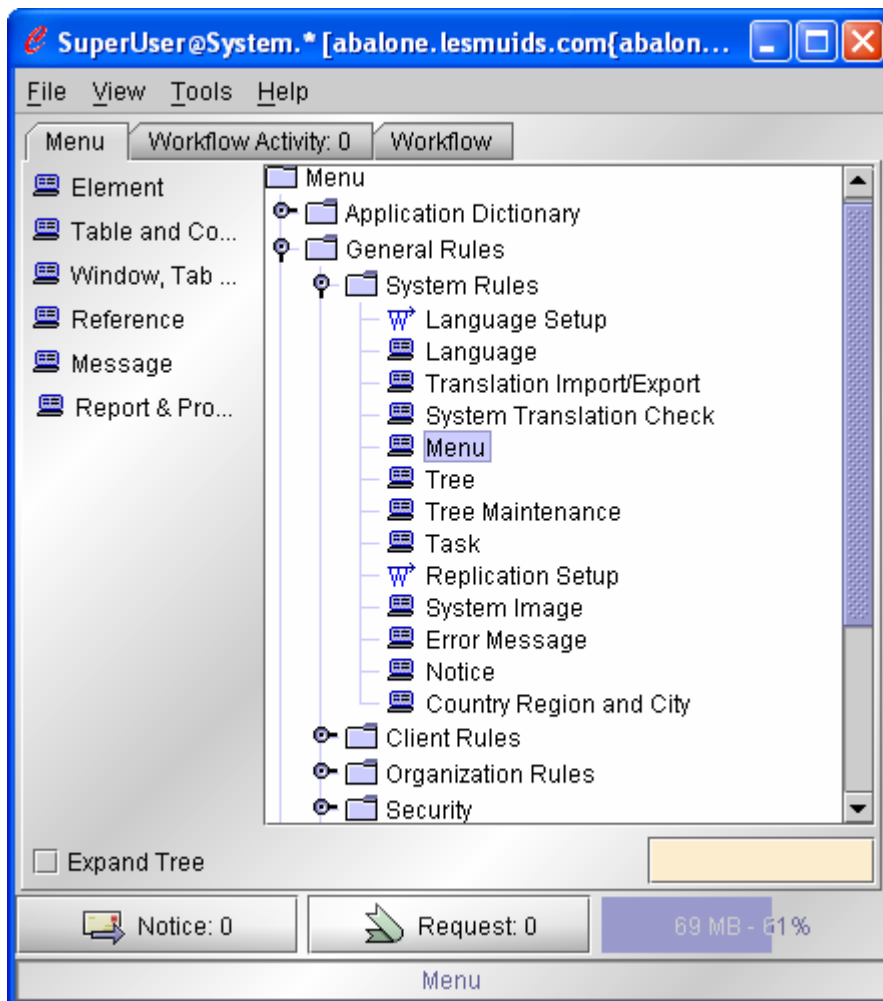 SuperUser@System.* [abalone.lesmuids.com{abalon...
File View Tools Help
Menu Workflow Activity: 0 Workflow
Element
Table and Co...
Window, Tab ...
Reference
Message
Report & Pro...
Menu
Application Dictionary
General Rules
System Rules
Language Setup
Language
Translation Import/Export
System Translation Check
Menu
Tree
Tree Maintenance
Task
Replication Setup
System Image
Error Message
Notice
Country Region and City
Client Rules
Organization Rules
Security
Expand Tree
Notice: 0 Request: 0 69 MB - 61%
Menu